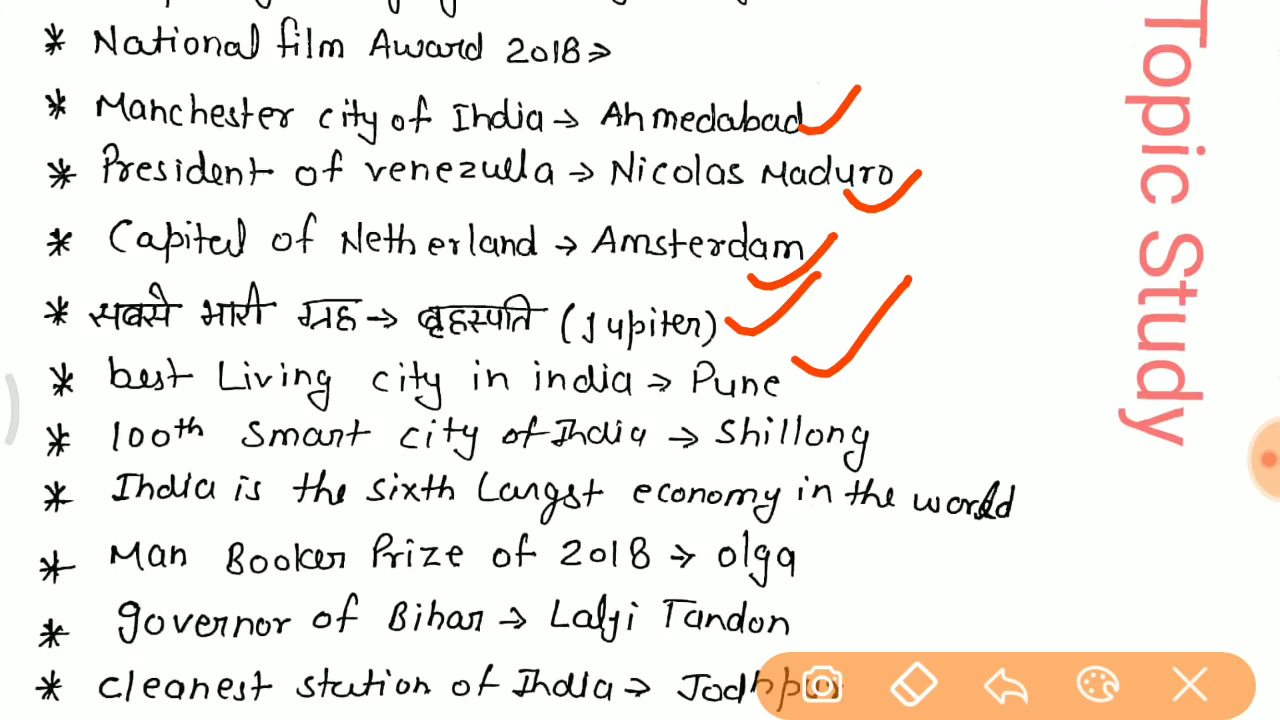 * National film Award 2018⇒
* Manchester city of India → Ahmedabad
* President of venezuella → Nicolas Maduro
* Capital of Netherland → Amsterdam
* सबसे भारी ग्रह → बृहस्पति (Jupiter)
* best Living city in india → Pune
* 100th Smart city of India → Shillong
* India is the sixth Largst economy in the world
* Man Booker Prize of 2018 → olga
* governor of Bihar → Lalji Tandon
* cleanest station of India → Jodhpur
Topic Study